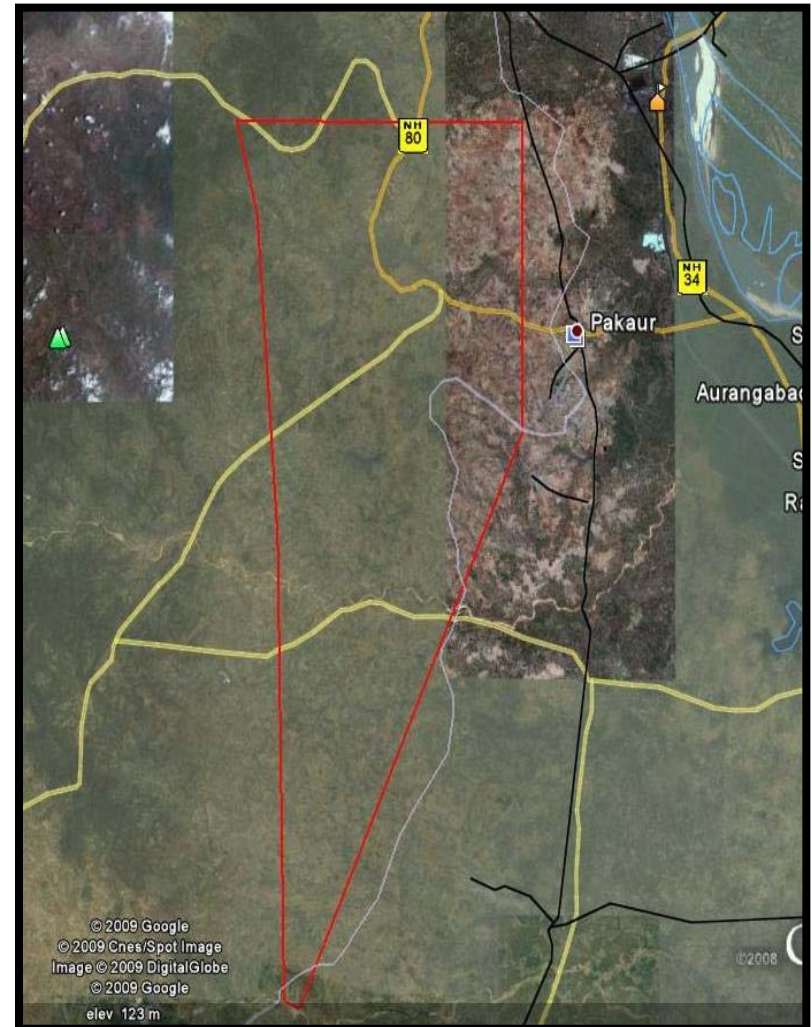 NH
80
NH
34
Pakaur
S
Aurangabad
S
Ra
© 2009 Google
© 2009 Cnes/Spot Image
Image © 2009 DigitalGlobe
© 2009 Google
©2008
elev 123 m